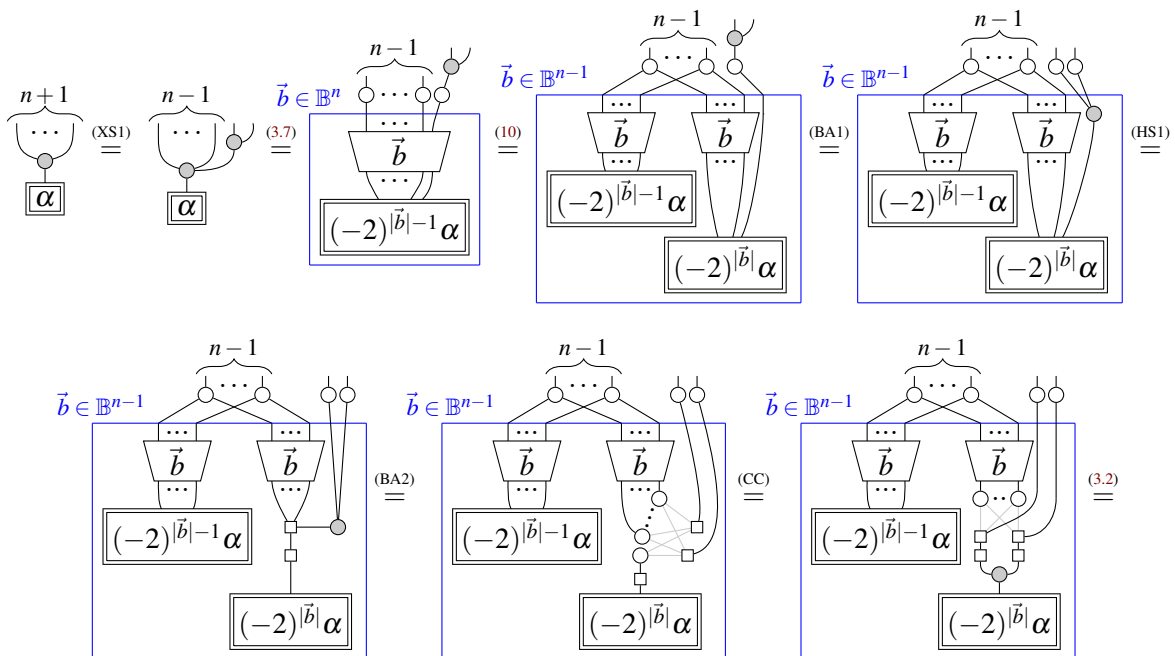 n − 1
n − 1
n − 1
n + 1
n − 1
b⃗ ∈ 𝔹ⁿ
b⃗ ∈ 𝔹ⁿ⁻¹
b⃗ ∈ 𝔹ⁿ⁻¹
··· (XS1) = ··· (3.7) = ··· (10) = ··· (BA1) = ··· (HS1) =
b⃗ b⃗ b⃗ b⃗ b⃗
α α (−2)^{|b⃗|−1}α (−2)^{|b⃗|−1}α (−2)^{|b⃗|−1}α
(−2)^{|b⃗|}α (−2)^{|b⃗|}α
n − 1 n − 1 n − 1
b⃗ ∈ 𝔹ⁿ⁻¹ b⃗ ∈ 𝔹ⁿ⁻¹ b⃗ ∈ 𝔹ⁿ⁻¹
b⃗ b⃗ (BA2) = b⃗ b⃗ (CC) = b⃗ b⃗ (3.2) =
(−2)^{|b⃗|−1}α (−2)^{|b⃗|−1}α (−2)^{|b⃗|−1}α
(−2)^{|b⃗|}α (−2)^{|b⃗|}α (−2)^{|b⃗|}α